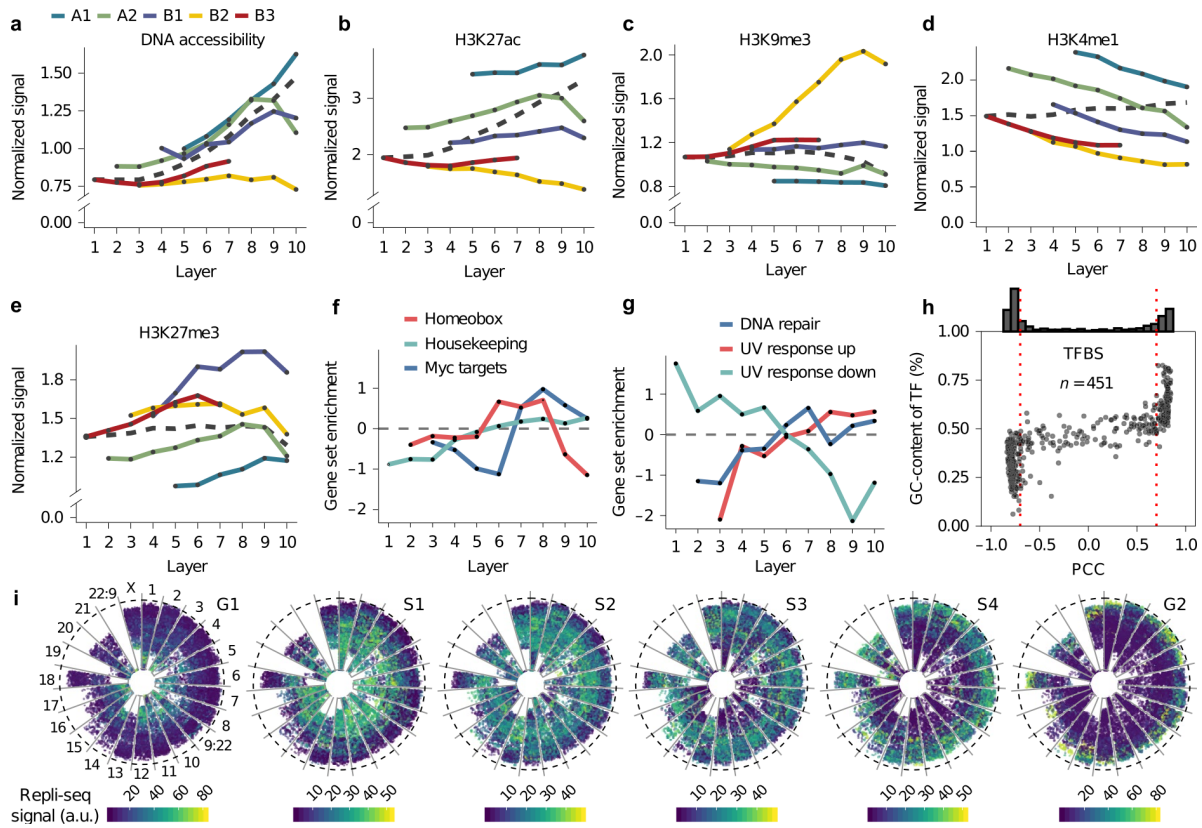 A1 A2 B1 B2 B3
a
DNA accessibility
Normalized signal
1.50
1.25
1.00
0.75
0.00
1 2 3 4 5 6 7 8 9 10
Layer
b
H3K27ac
Normalized signal
3
2
0
1 2 3 4 5 6 7 8 9 10
Layer
c
H3K9me3
Normalized signal
2.0
1.6
1.2
0.8
0.0
1 2 3 4 5 6 7 8 9 10
Layer
d
H3K4me1
Normalized signal
2.0
1.5
1.0
0.5
0.0
1 2 3 4 5 6 7 8 9 10
Layer
e
H3K27me3
Normalized signal
1.8
1.5
1.2
0.0
1 2 3 4 5 6 7 8 9 10
Layer
f
Homeobox
Housekeeping
Myc targets
Gene set enrichment
1
0
−1
−2
1 2 3 4 5 6 7 8 9 10
Layer
g
DNA repair
UV response up
UV response down
Gene set enrichment
1
0
−1
−2
1 2 3 4 5 6 7 8 9 10
Layer
h
TFBS
n = 451
GC-content of TF (%)
1.00
0.75
0.50
0.25
0.00
−1.0 −0.5 0.0 0.5 1.0
PCC
i
G1 S1 S2 S3 S4 G2
X 1 2 3 4 5 6 7 8 9:22 10 11 12 13 14 15 16 17 18 19 20 21 22:9
Repli-seq
signal (a.u.)
20 40 60 80
10 20 30 40 50
10 20 30 40
10 20 30 40
10 20 30 40 50
20 40 60 80